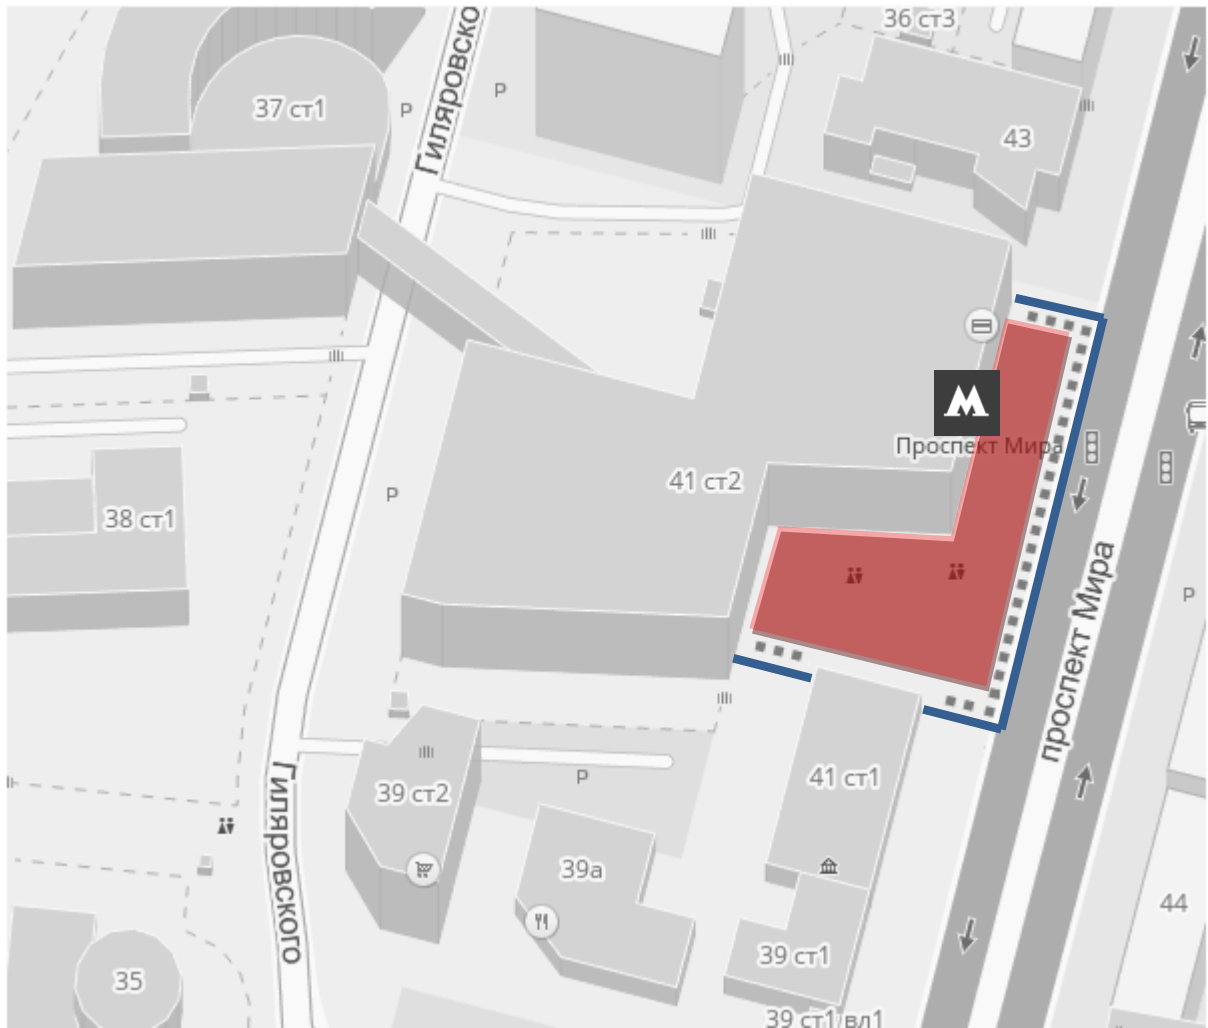 36 ст3
37 ст1
Р
Р
Гиляровско
43
Проспект Мира
41 ст2
Р
38 ст1
Р
проспект Мира
41 ст1
Р
39 ст2
Гиляровского
39а
44
39 ст1
35
39 ст1/вл1